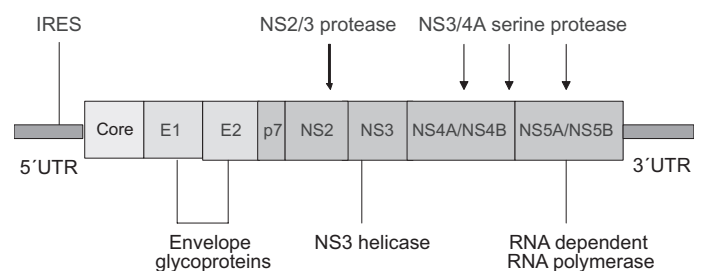 IRES NS2/3 protease NS3/4A serine protease
Core E1 E2 p7 NS2 NS3 NS4A/NS4B NS5A/NS5B
5´UTR 3´UTR
Envelope glycoproteins
NS3 helicase
RNA dependent
RNA polymerase